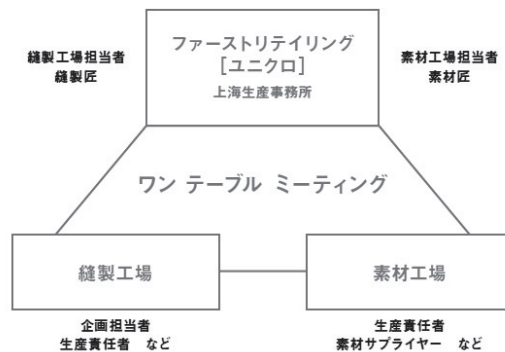 縫製工場担当者
縫製匠
ファーストリテイリング
[ユニクロ]
上海生産事務所
素材工場担当者
素材匠
ワン テーブル ミーティング
縫製工場
素材工場
企画担当者
生産責任者 など
生産責任者
素材サプライヤー など